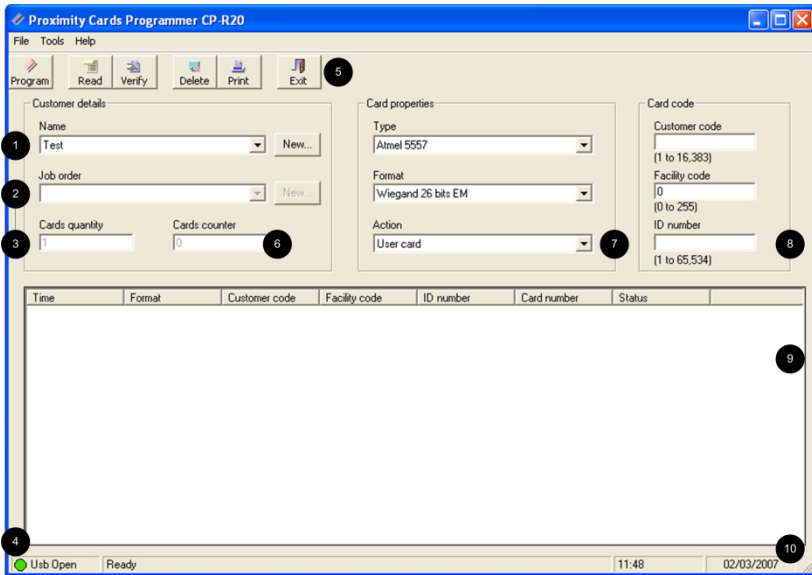 Proximity Cards Programmer CP-R20
File Tools Help
Program Read Verify Delete Print Exit 5
Customer details Card properties Card code
Name Type Customer code
1 Test New... Atmel 5557
(1 to 16,383)
Job order Format Facility code
2 New... Wiegand 26 bits EM 0
(0 to 255)
Cards quantity Cards counter Action ID number
3 1 0 6 User card 7 8
(1 to 65,534)
Time Format Customer code Facility code ID number Card number Status
9
4 10
Usb Open Ready 11:48 02/03/2007